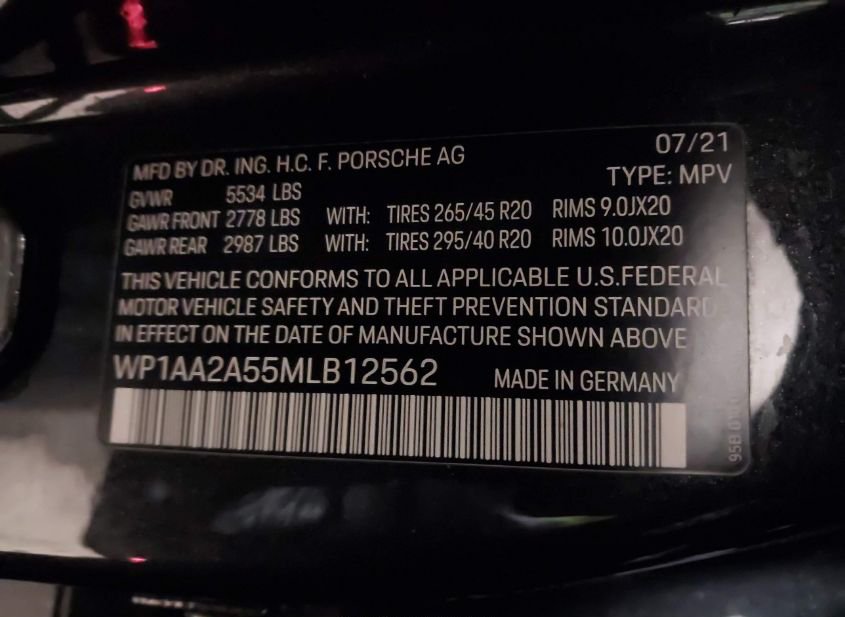 MFD BY DR. ING. H.C. F. PORSCHE AG 07/21
TYPE: MPV
GVWR 5534 LBS
GAWR FRONT 2778 LBS WITH: TIRES 265/45 R20 RIMS 9.0JX20
GAWR REAR 2987 LBS WITH: TIRES 295/40 R20 RIMS 10.0JX20
THIS VEHICLE CONFORMS TO ALL APPLICABLE U.S.FEDERAL
MOTOR VEHICLE SAFETY AND THEFT PREVENTION STANDARD
IN EFFECT ON THE DATE OF MANUFACTURE SHOWN ABOVE
WP1AA2A55MLB12562 MADE IN GERMANY
95B